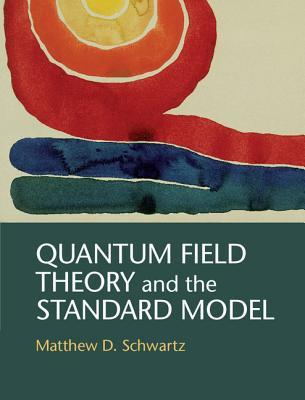 QUANTUM FIELD
THEORY and the
STANDARD MODEL
Matthew D. Schwartz